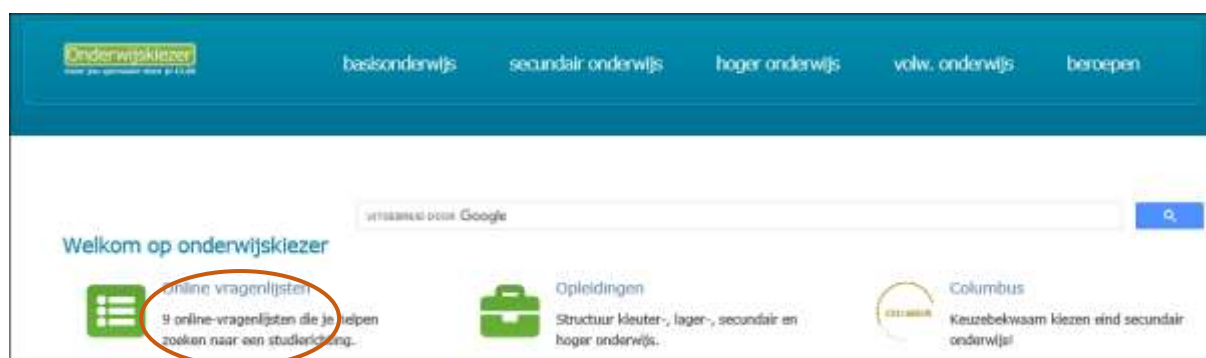 Onderwijskiezer
basisonderwijs secundair onderwijs hoger onderwijs volw. onderwijs beroepen
Google
Welkom op onderwijskiezer
Online vragenlijsten
9 online-vragenlijsten die je helpen
zoeken naar een studierichting.
Opleidingen
Structuur kleuter-, lager-, secundair en
hoger onderwijs.
Columbus
Keuzebekwaam kiezen eind secundair
onderwijs!